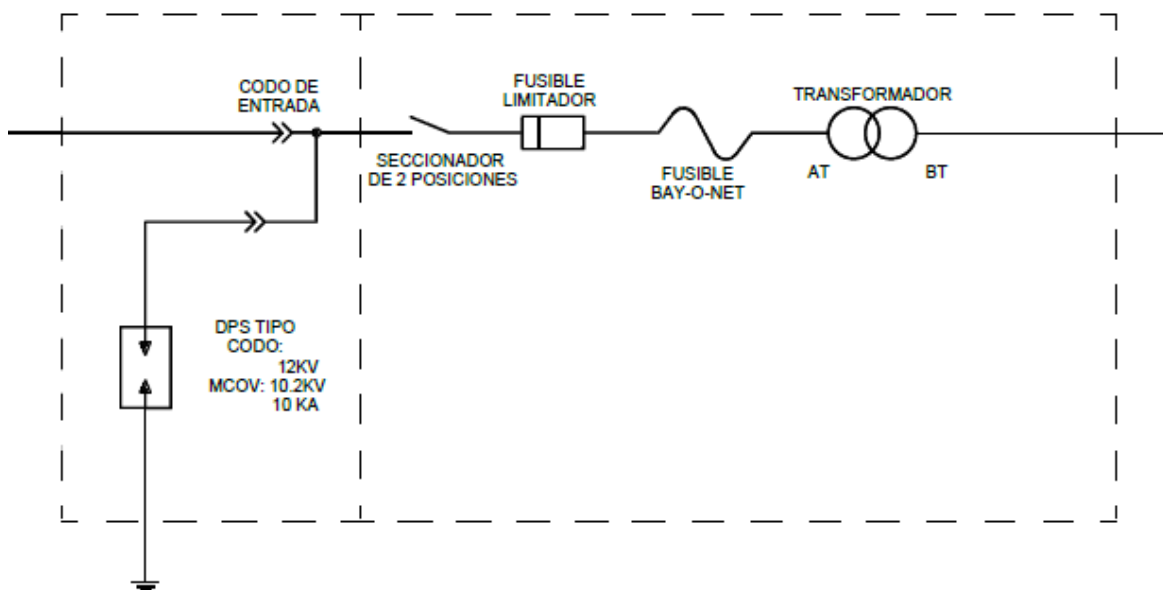 CODO DE
ENTRADA
FUSIBLE
LIMITADOR
TRANSFORMADOR
SECCIONADOR
DE 2 POSICIONES
FUSIBLE
BAY-O-NET
AT
BT
DPS TIPO
CODO:
12KV
MCOV: 10.2KV
10 KA